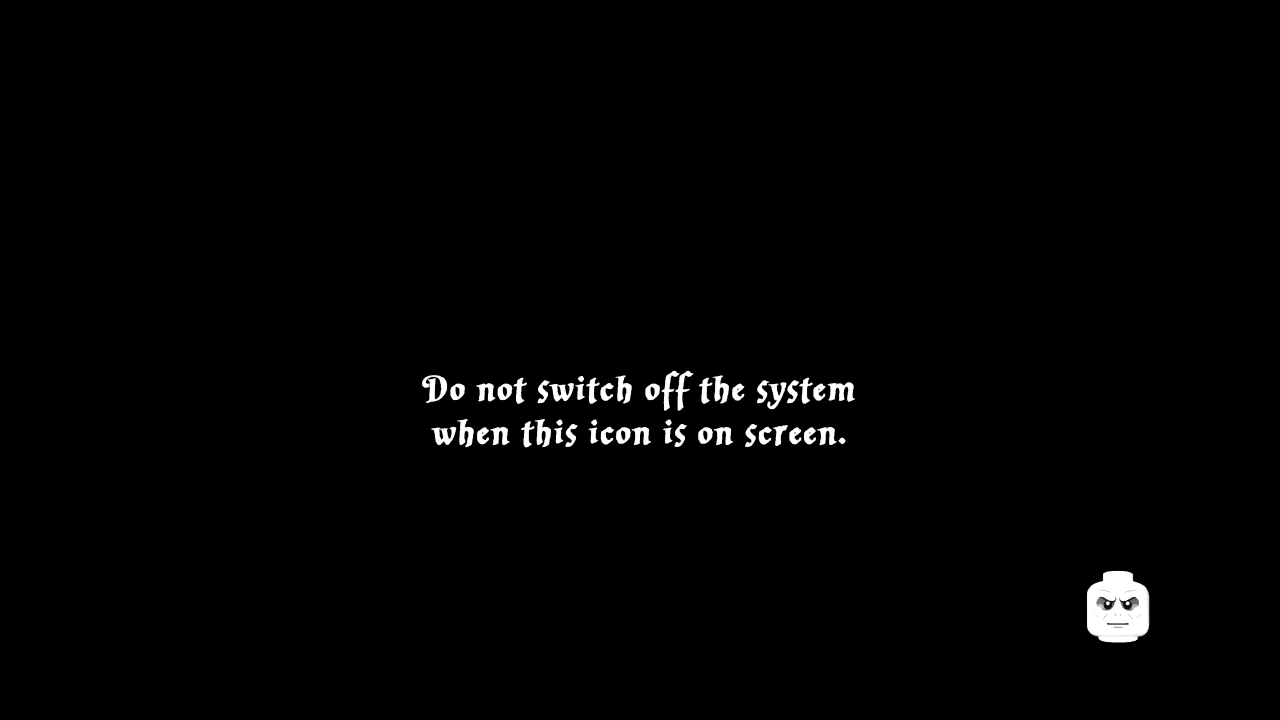 Do not switch off the system
when this icon is on screen.